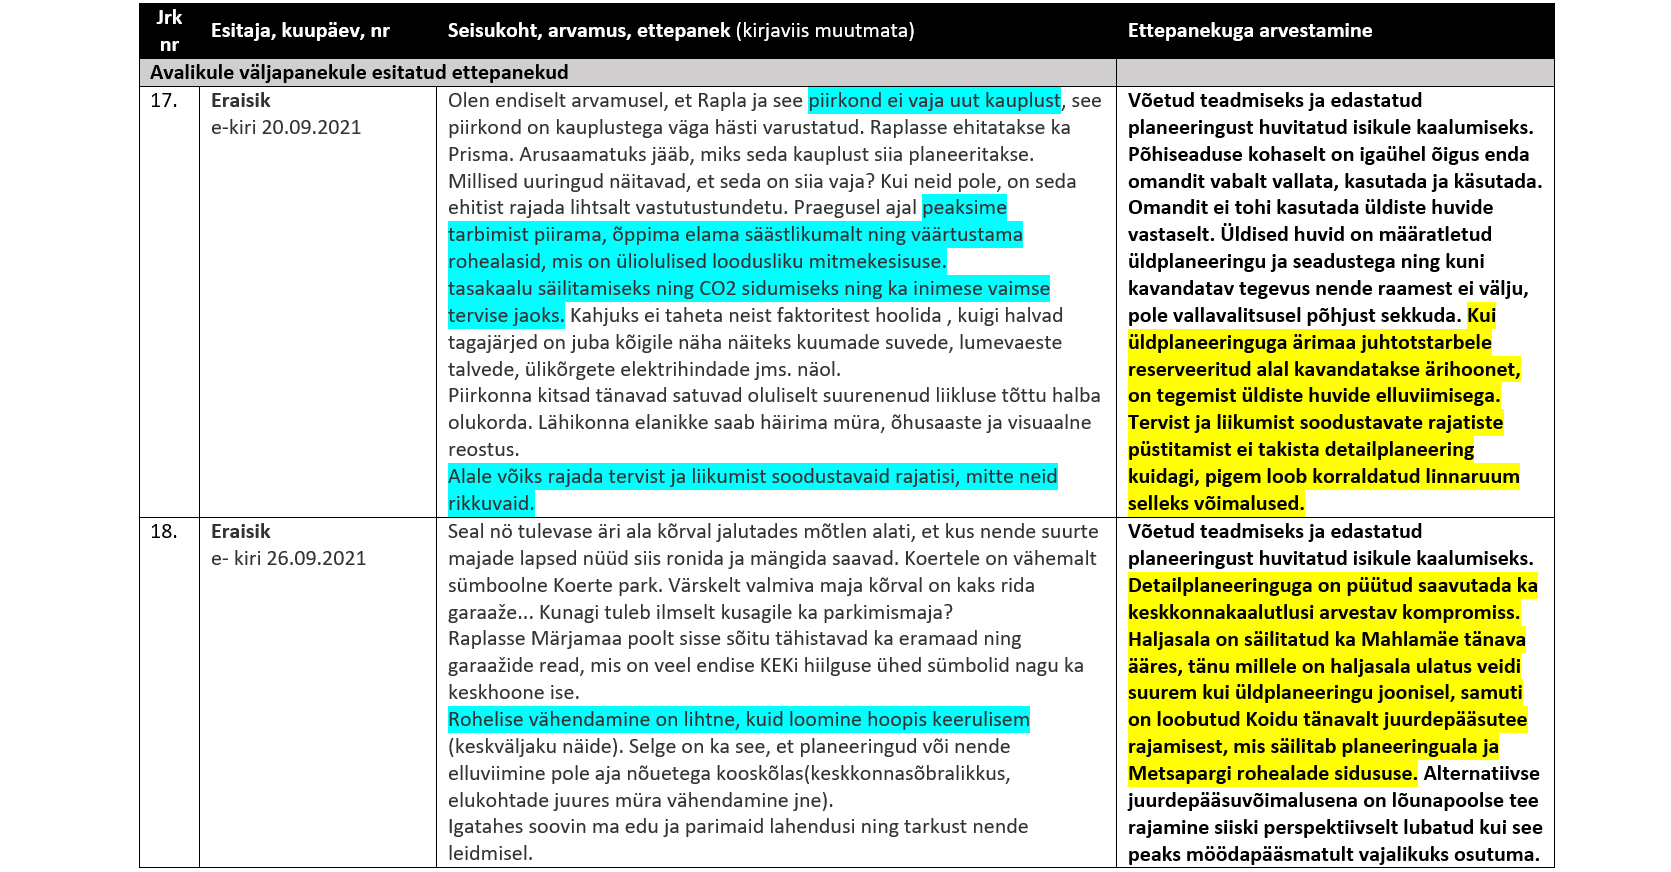 Jrk nr
Esitaja, kuupäev, nr
Seisukoht, arvamus, ettepanek (kirjaviis muutmata)
Ettepanekuga arvestamine
Avalikule väljapanekule esitatud ettepanekud
17.
Eraisik
e-kiri 20.09.2021
Olen endiselt arvamusel, et Rapla ja see piirkond ei vaja uut kauplust, see
piirkond on kauplustega väga hästi varustatud. Raplasse ehitatakse ka
Prisma. Arusaamatuks jääb, miks seda kauplust siia planeeritakse.
Millised uuringud näitavad, et seda on siia vaja? Kui neid pole, on seda
ehitist rajada lihtsalt vastutustundetu. Praegusel ajal peaksime
tarbimist piirama, õppima elama säästlikumalt ning väärtustama
rohealasid, mis on üliolulised loodusliku mitmekesisuse.
tasakaalu säilitamiseks ning CO2 sidumiseks ning ka inimese vaimse
tervise jaoks. Kahjuks ei taheta neist faktoritest hoolida , kuigi halvad
tagajärjed on juba kõigile näha näiteks kuumade suvede, lumevaeste
talvede, ülikõrgete elektrihindade jms. näol.
Piirkonna kitsad tänavad satuvad oluliselt suurenenud liikluse tõttu halba
olukorda. Lähikonna elanikke saab häirima müra, õhusaaste ja visuaalne
reostus.
Alale võiks rajada tervist ja liikumist soodustavaid rajatisi, mitte neid
rikkuvaid.
Võetud teadmiseks ja edastatud
planeeringust huvitatud isikule kaalumiseks.
Põhiseaduse kohaselt on igaühel õigus enda
omandit vabalt vallata, kasutada ja käsutada.
Omandit ei tohi kasutada üldiste huvide
vastaselt. Üldised huvid on määratletud
üldplaneeringu ja seadustega ning kuni
kavandatav tegevus nende raamest ei välju,
pole vallavalitsusel põhjust sekkuda. Kui
üldplaneeringuga ärimaa juhtotstarbele
reserveeritud alal kavandatakse ärihoonet,
on tegemist üldiste huvide elluviimisega.
Tervist ja liikumist soodustavate rajatiste
püstitamist ei takista detailplaneering
kuidagi, pigem loob korraldatud linnaruum
selleks võimalused.
18.
Eraisik
e- kiri 26.09.2021
Seal nö tulevase äri ala kõrval jalutades mõtlen alati, et kus nende suurte
majade lapsed nüüd siis ronida ja mängida saavad. Koertele on vähemalt
sümboolne Koerte park. Värskelt valmiva maja kõrval on kaks rida
garaaže... Kunagi tuleb ilmselt kusagile ka parkimismaja?
Raplasse Märjamaa poolt sisse sõitu tähistavad ka eramaad ning
garaažide read, mis on veel endise KEKi hiilguse ühed sümbolid nagu ka
keskhoone ise.
Rohelise vähendamine on lihtne, kuid loomine hoopis keerulisem
(keskväljaku näide). Selge on ka see, et planeeringud või nende
elluviimine pole aja nõuetega kooskõlas(keskkonnasõbralikkus,
elukohtade juures müra vähendamine jne).
Igatahes soovin ma edu ja parimaid lahendusi ning tarkust nende
leidmisel.
Võetud teadmiseks ja edastatud
planeeringust huvitatud isikule kaalumiseks.
Detailplaneeringuga on püütud saavutada ka
keskkonnakaalutlusi arvestav kompromiss.
Haljasala on säilitatud ka Mahlamäe tänava
ääres, tänu millele on haljasala ulatus veidi
suurem kui üldplaneeringu joonisel, samuti
on loobutud Koidu tänavalt juurdepääsutee
rajamisest, mis säilitab planeeringuala ja
Metsapargi rohealade sidususe. Alternatiivse
juurdepääsuvõimalusena on lõunapoolse tee
rajamine siiski perspektiivselt lubatud kui see
peaks möödapääsmatult vajalikuks osutuma.